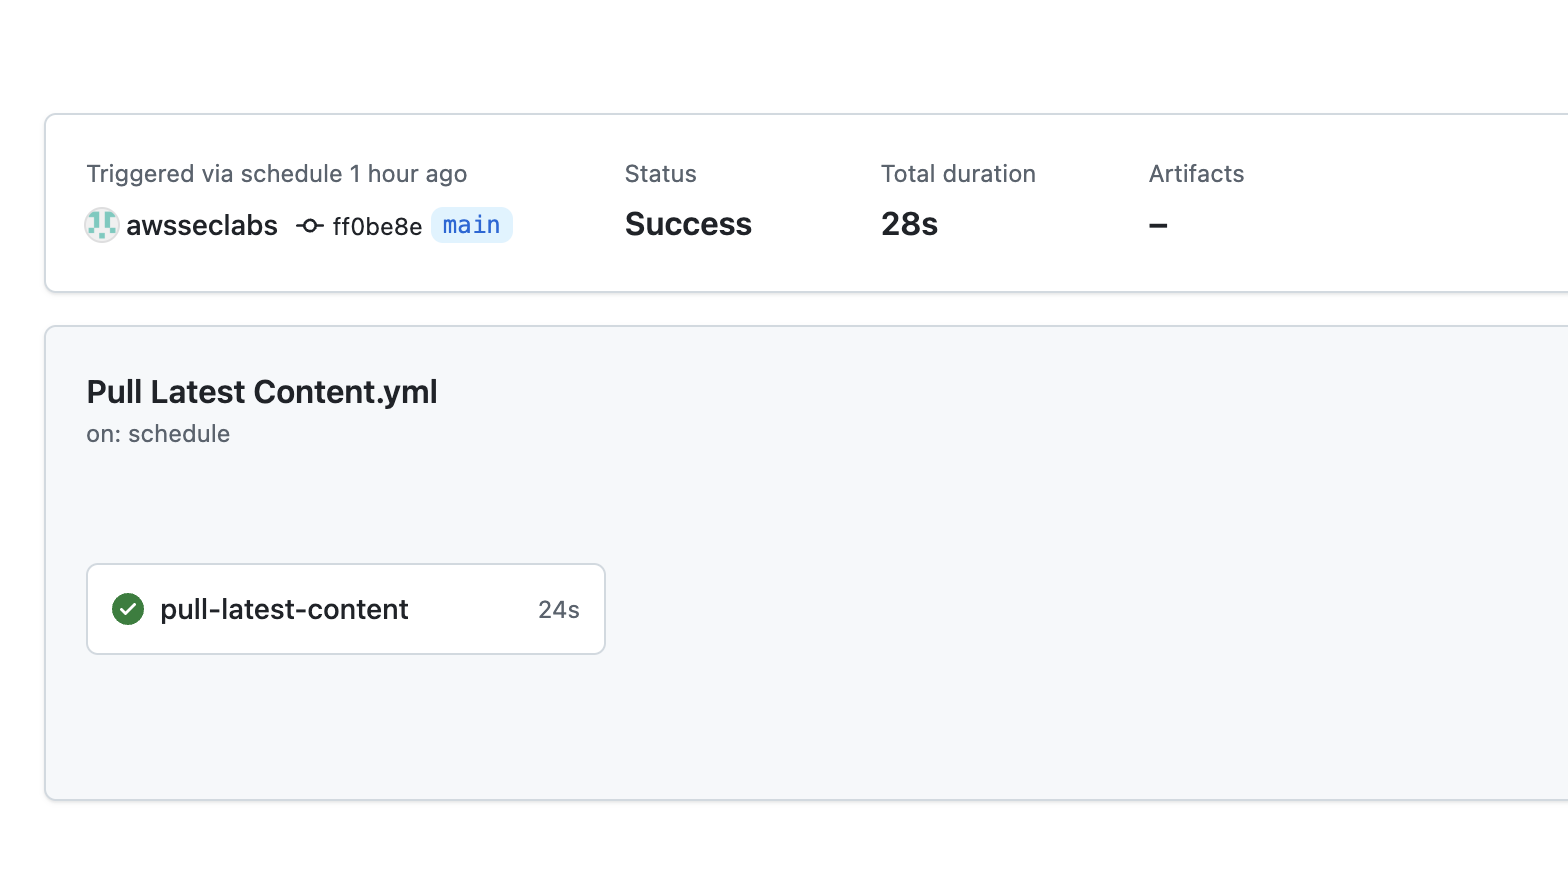 Triggered via schedule 1 hour ago
awsseclabs ff0be8e main
Status
Success
Total duration
28s
Artifacts
–
Pull Latest Content.yml
on: schedule
pull-latest-content 24s